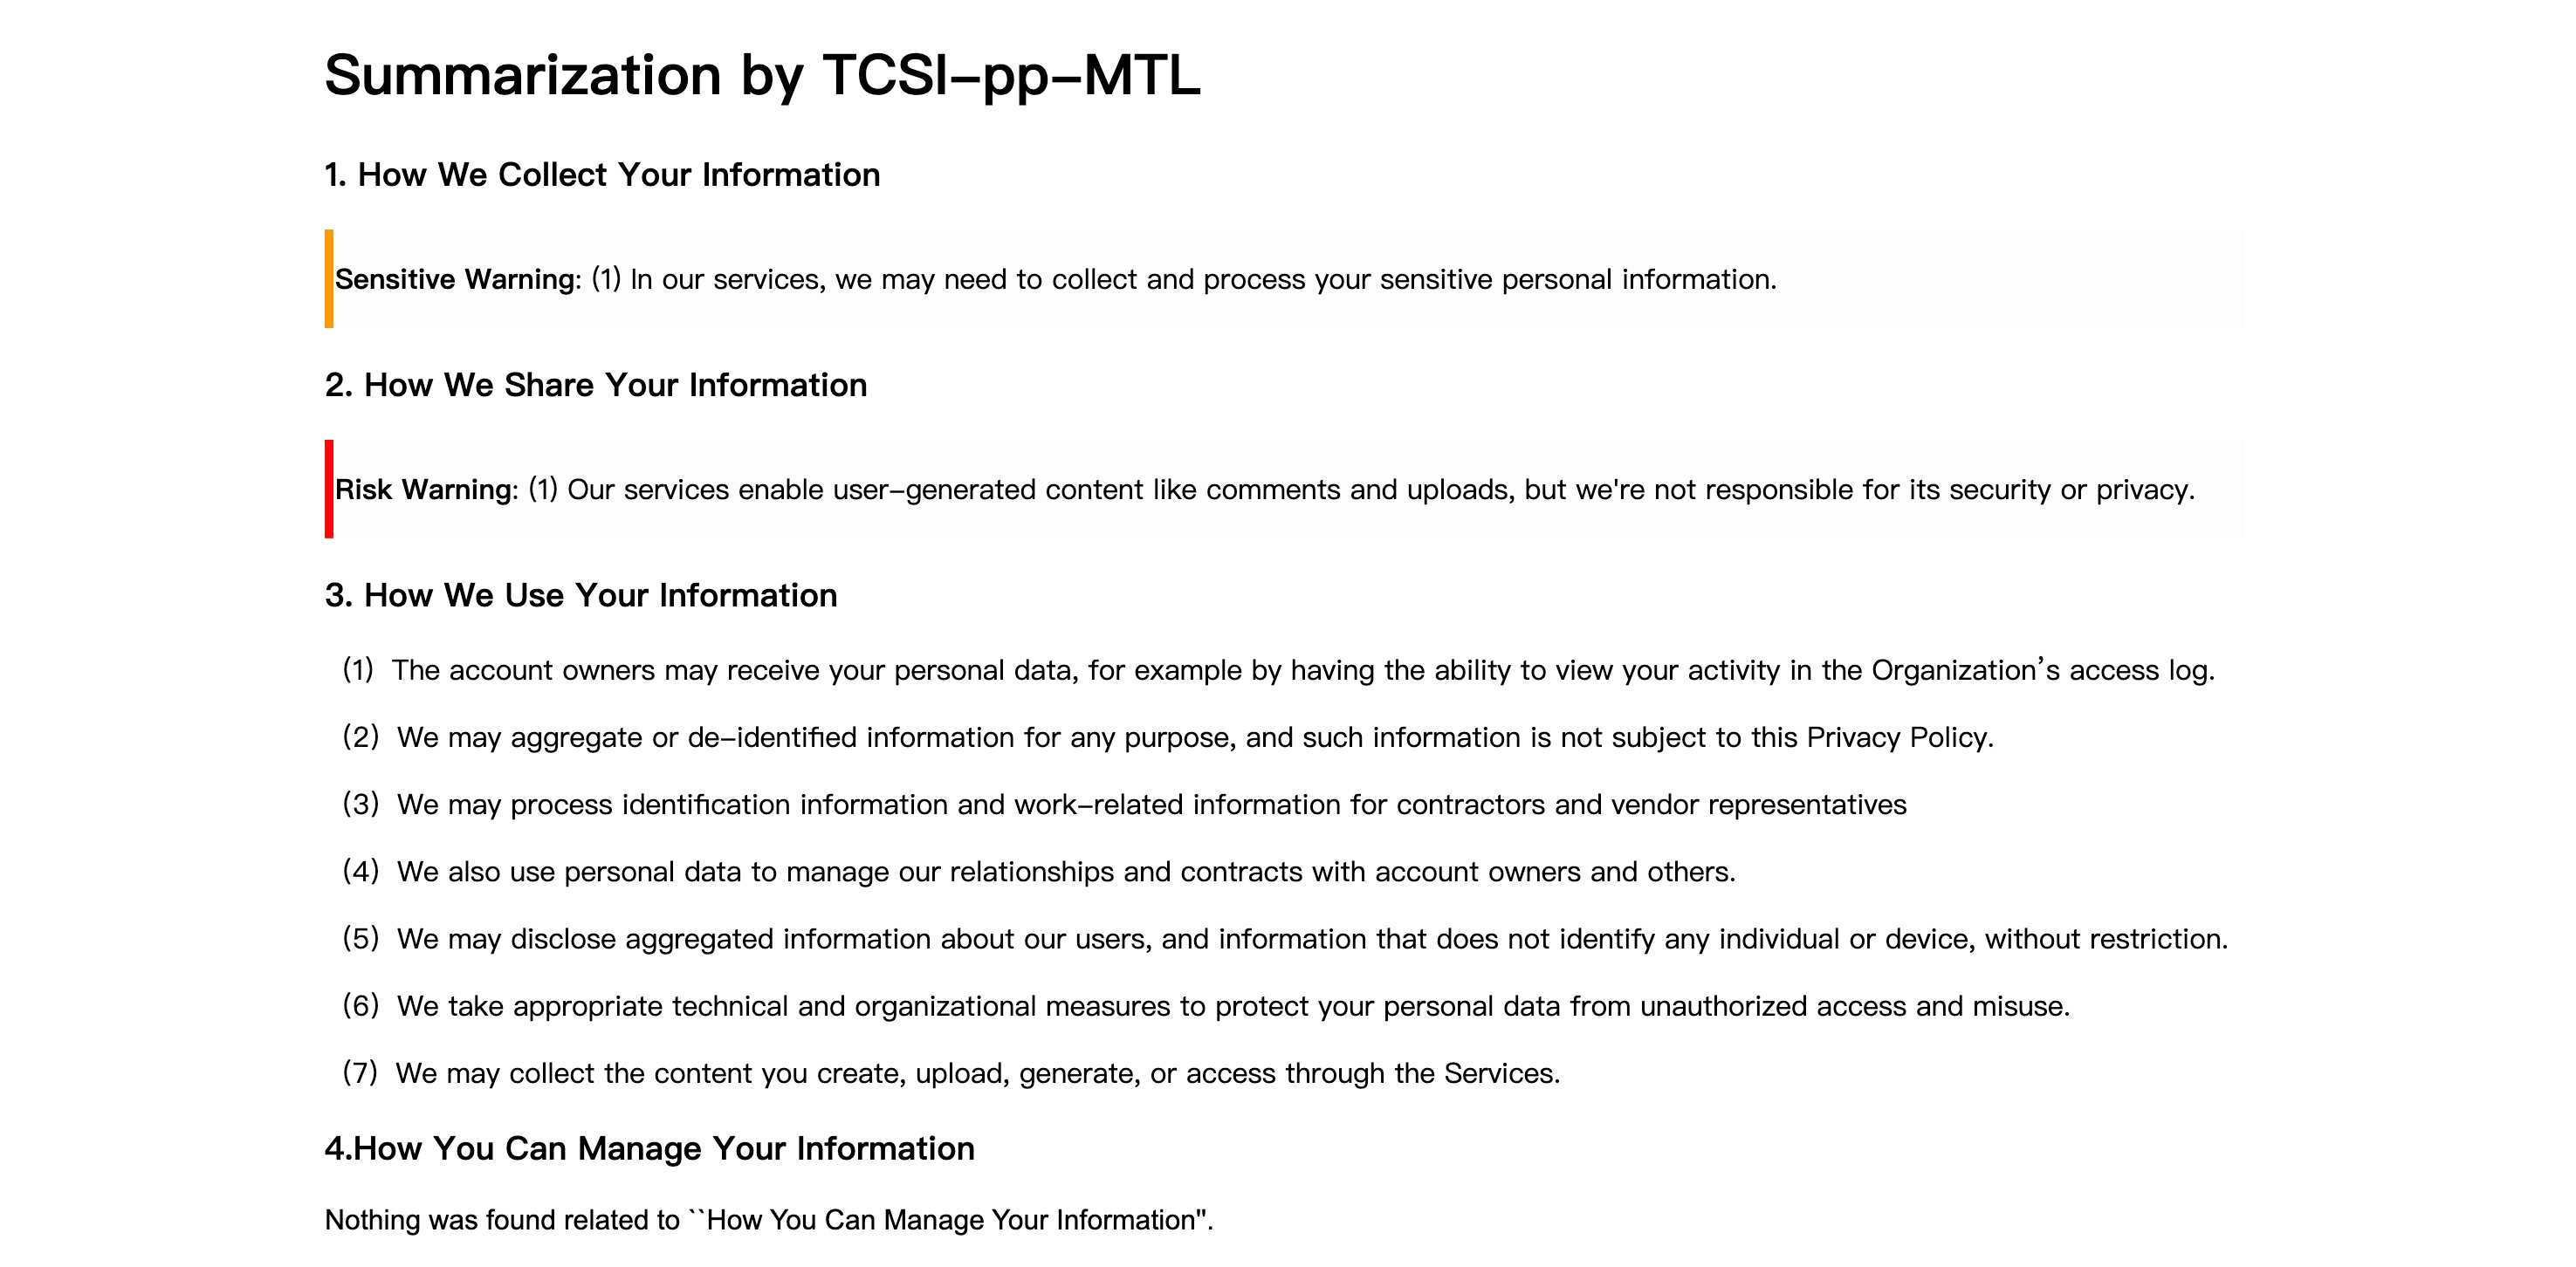 Summarization by TCSI–pp–MTL
1. How We Collect Your Information
Sensitive Warning: (1) In our services, we may need to collect and process your sensitive personal information.
2. How We Share Your Information
Risk Warning: (1) Our services enable user–generated content like comments and uploads, but we're not responsible for its security or privacy.
3. How We Use Your Information
(1) The account owners may receive your personal data, for example by having the ability to view your activity in the Organization’s access log.
(2) We may aggregate or de–identified information for any purpose, and such information is not subject to this Privacy Policy.
(3) We may process identification information and work–related information for contractors and vendor representatives
(4) We also use personal data to manage our relationships and contracts with account owners and others.
(5) We may disclose aggregated information about our users, and information that does not identify any individual or device, without restriction.
(6) We take appropriate technical and organizational measures to protect your personal data from unauthorized access and misuse.
(7) We may collect the content you create, upload, generate, or access through the Services.
4.How You Can Manage Your Information
Nothing was found related to ``How You Can Manage Your Information".